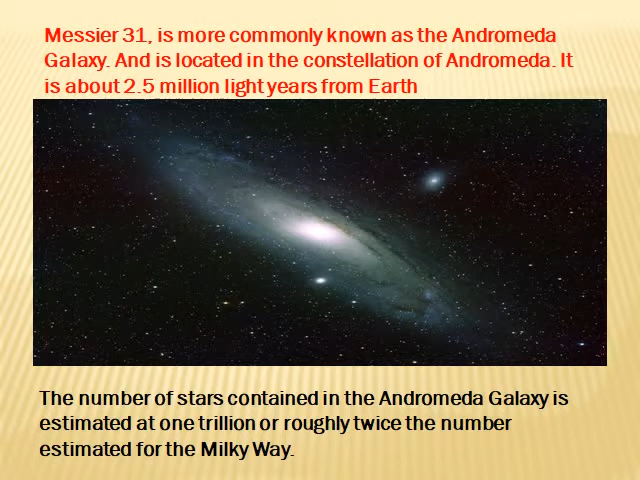 Messier 31, is more commonly known as the Andromeda
Galaxy. And is located in the constellation of Andromeda. It
is about 2.5 million light years from Earth
The number of stars contained in the Andromeda Galaxy is
estimated at one trillion or roughly twice the number
estimated for the Milky Way.